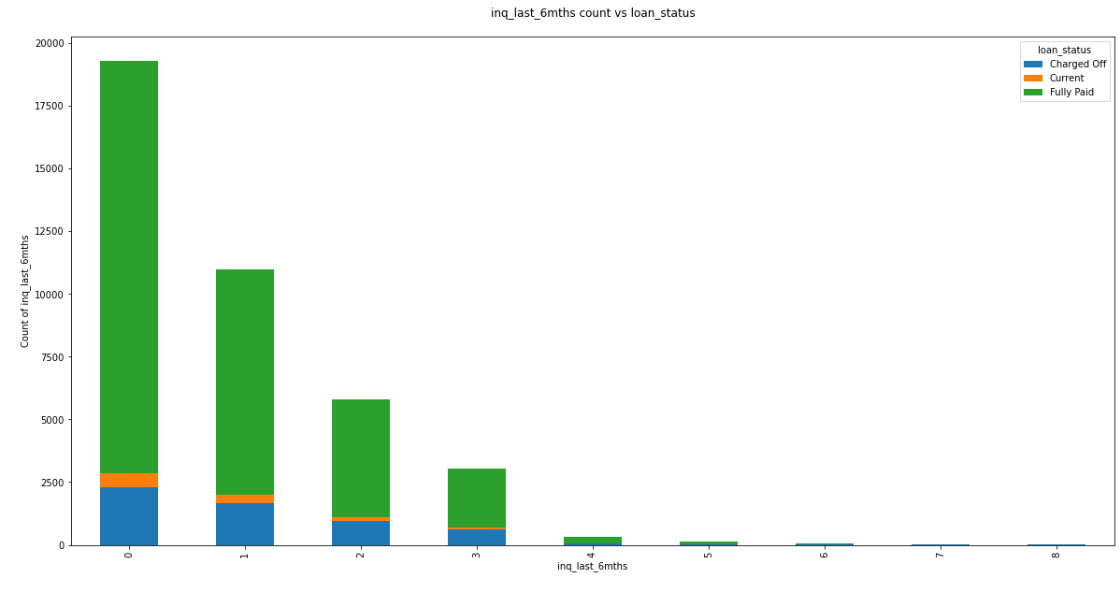 inq_last_6mths count vs loan_status
loan_status
Charged Off
Current
Fully Paid
Count of inq_last_6mths
20000
17500
15000
12500
10000
7500
5000
2500
0
0 1 2 3 4 5 6 7 8
inq_last_6mths